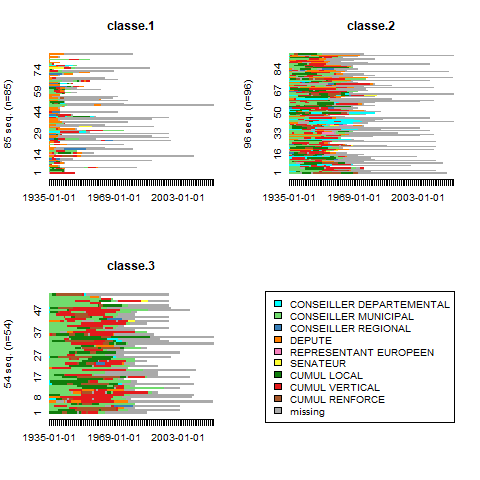 classe.1
85 seq. (n=85)
74
59
44
29
14
1
1935-01-01
1969-01-01
2003-01-01
classe.2
96 seq. (n=96)
84
67
50
33
16
1
1935-01-01
1969-01-01
2003-01-01
classe.3
54 seq. (n=54)
47
37
27
17
8
1
1935-01-01
1969-01-01
2003-01-01
CONSEILLER DEPARTEMENTAL
CONSEILLER MUNICIPAL
CONSEILLER REGIONAL
DEPUTE
REPRESENTANT EUROPEEN
SENATEUR
CUMUL LOCAL
CUMUL VERTICAL
CUMUL RENFORCE
missing